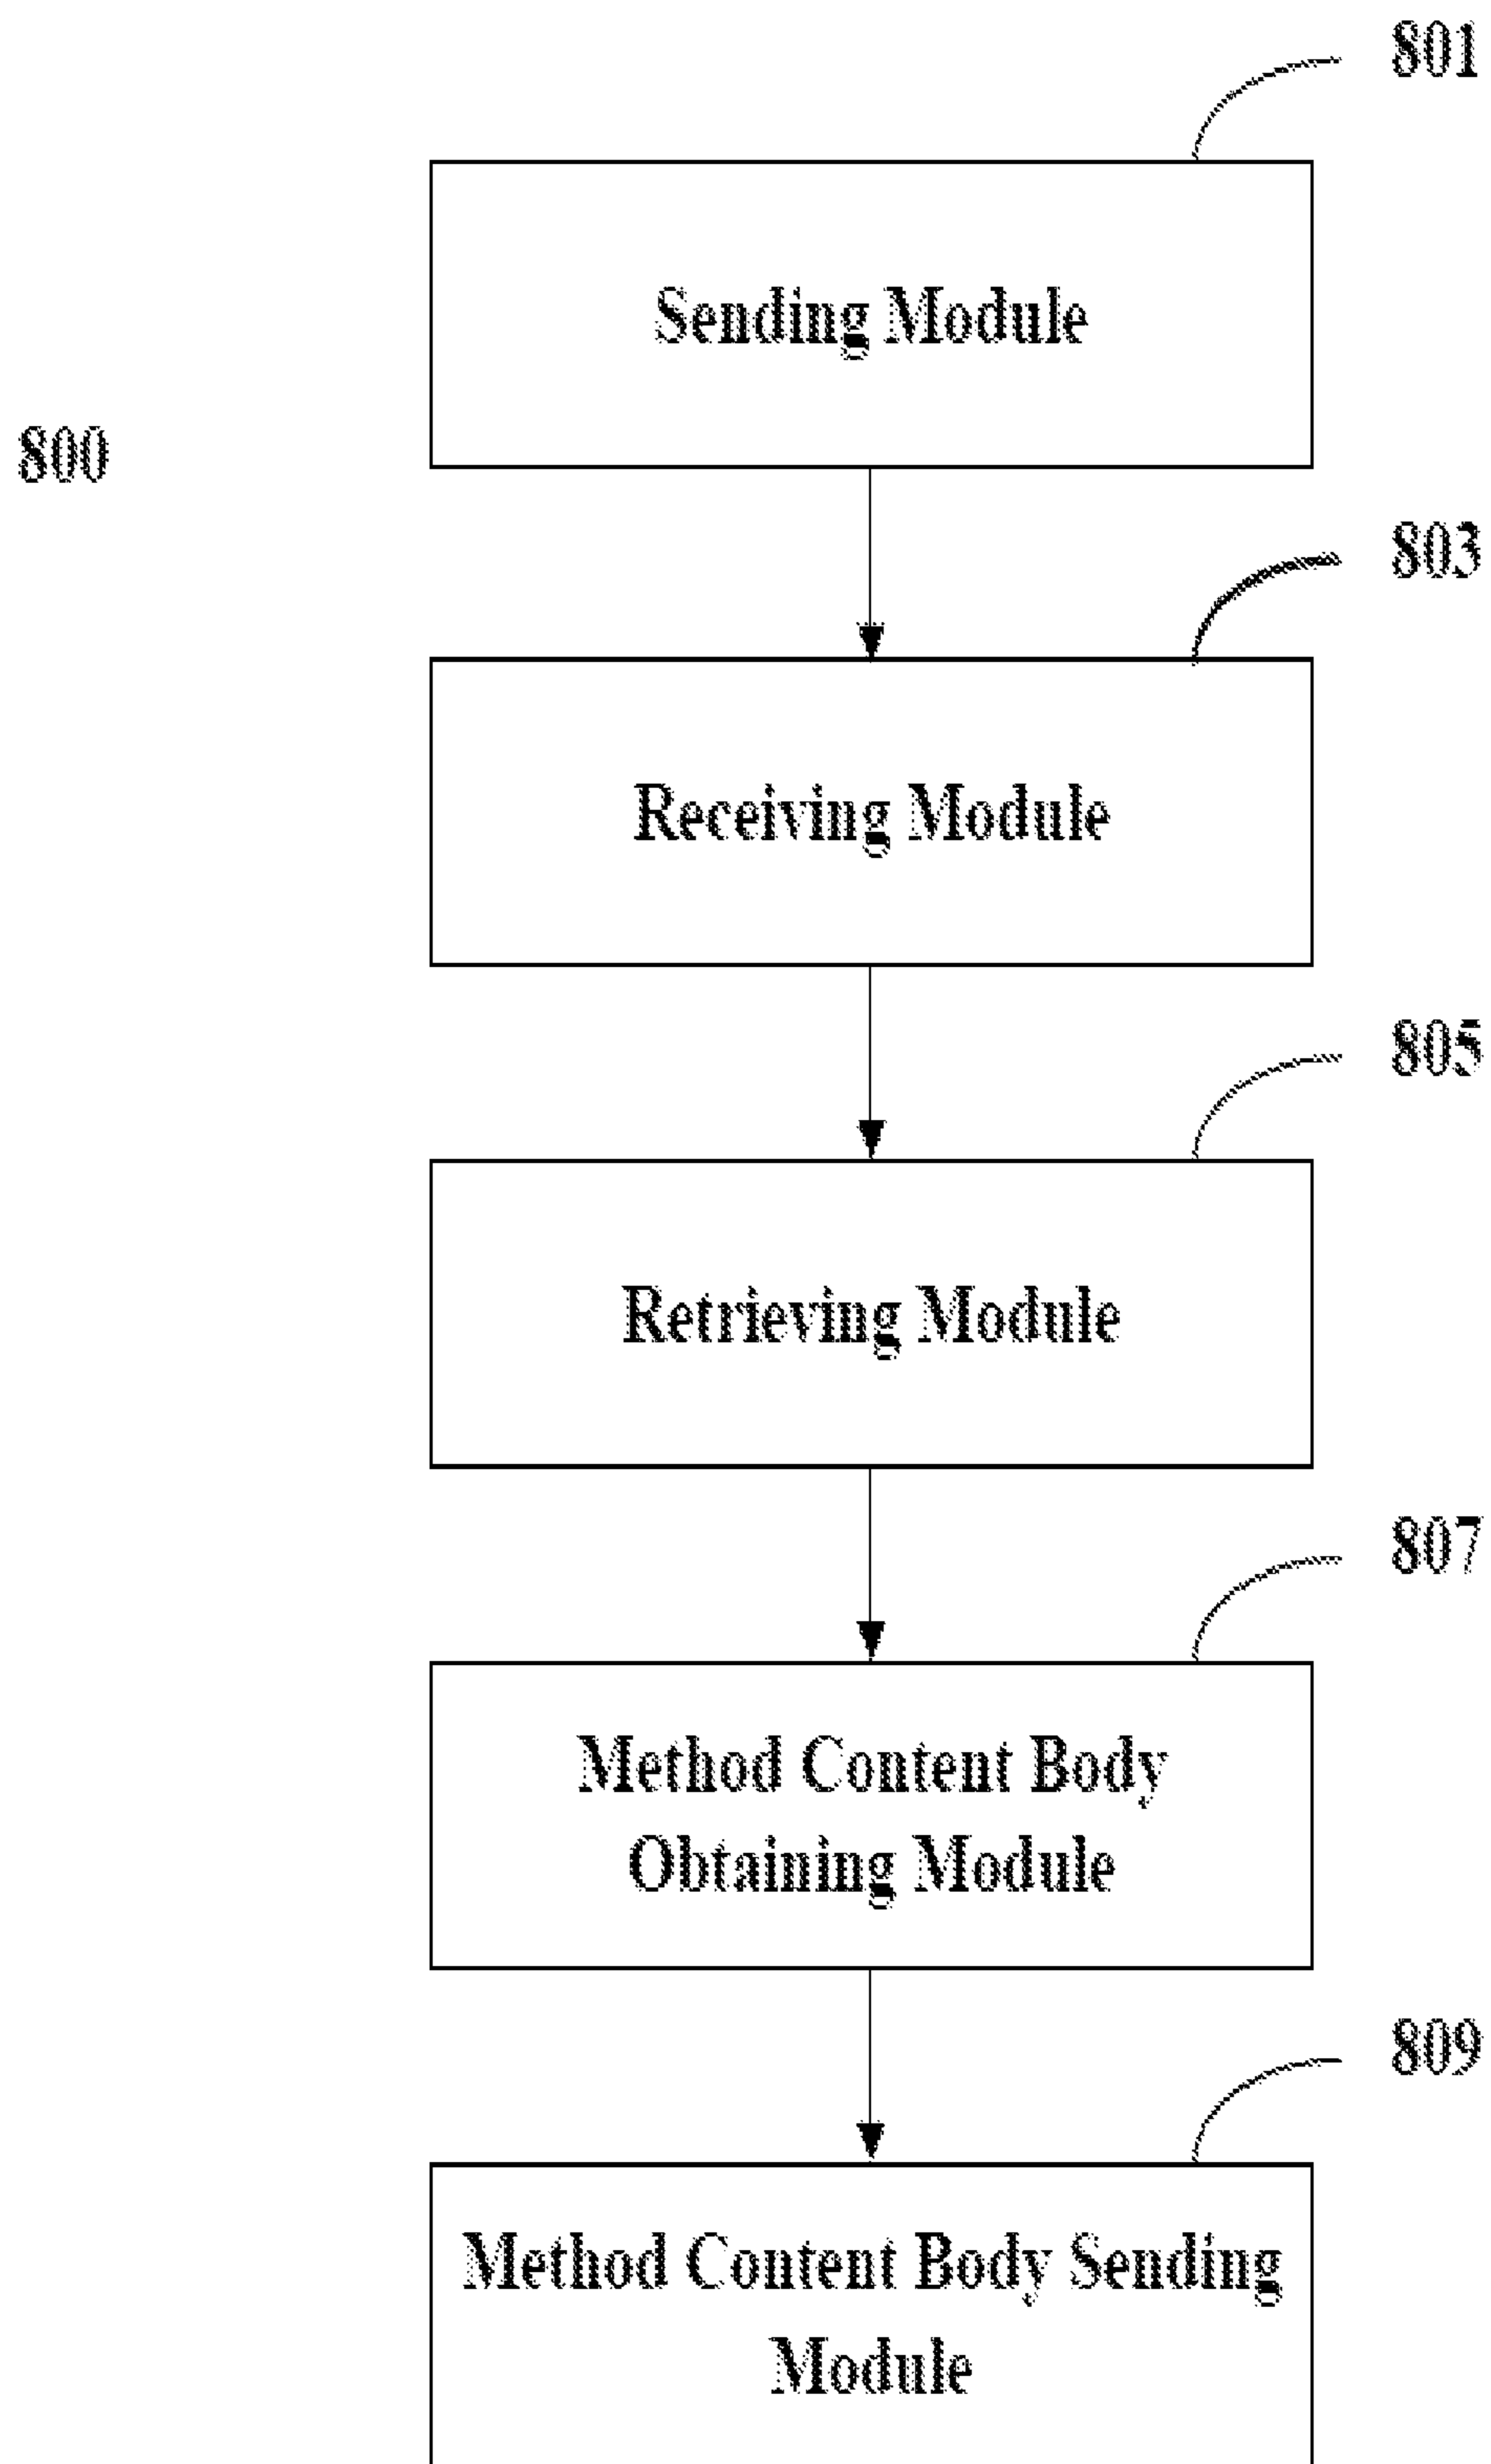 801
Sending Module
800
803
Receiving Module
805
Retrieving Module
807
Method Content Body
Obtaining Module
809
Method Content Body Sending
Module